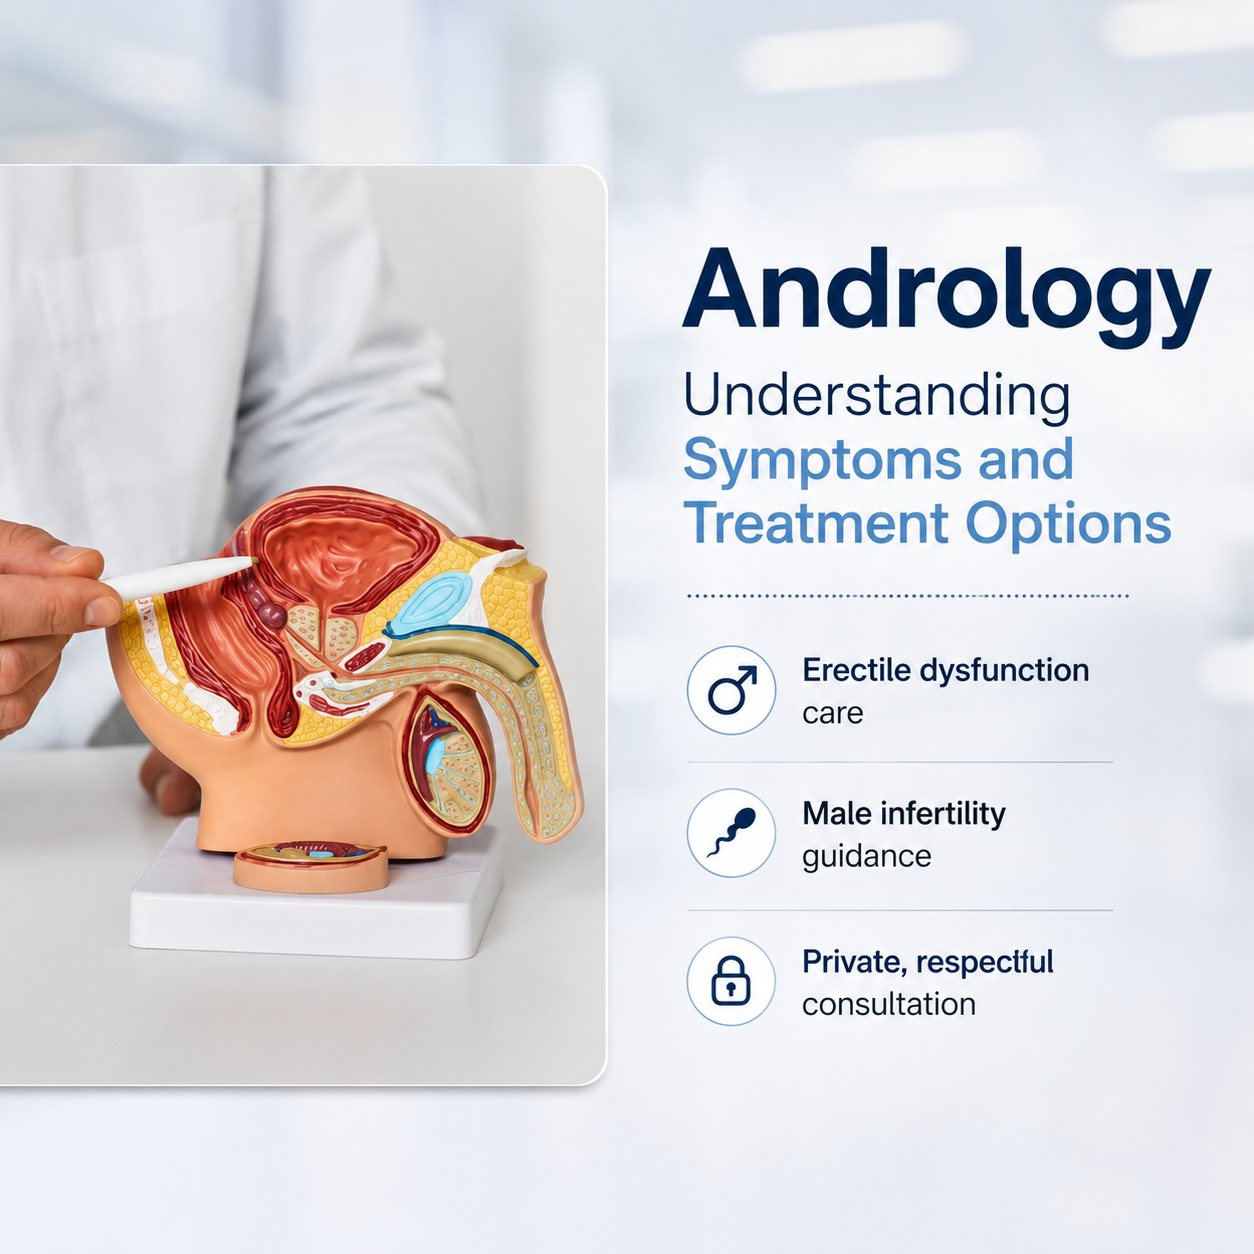 Andrology
Understanding
Symptoms and
Treatment Options
Erectile dysfunction
care
Male infertility
guidance
Private, respectful
consultation